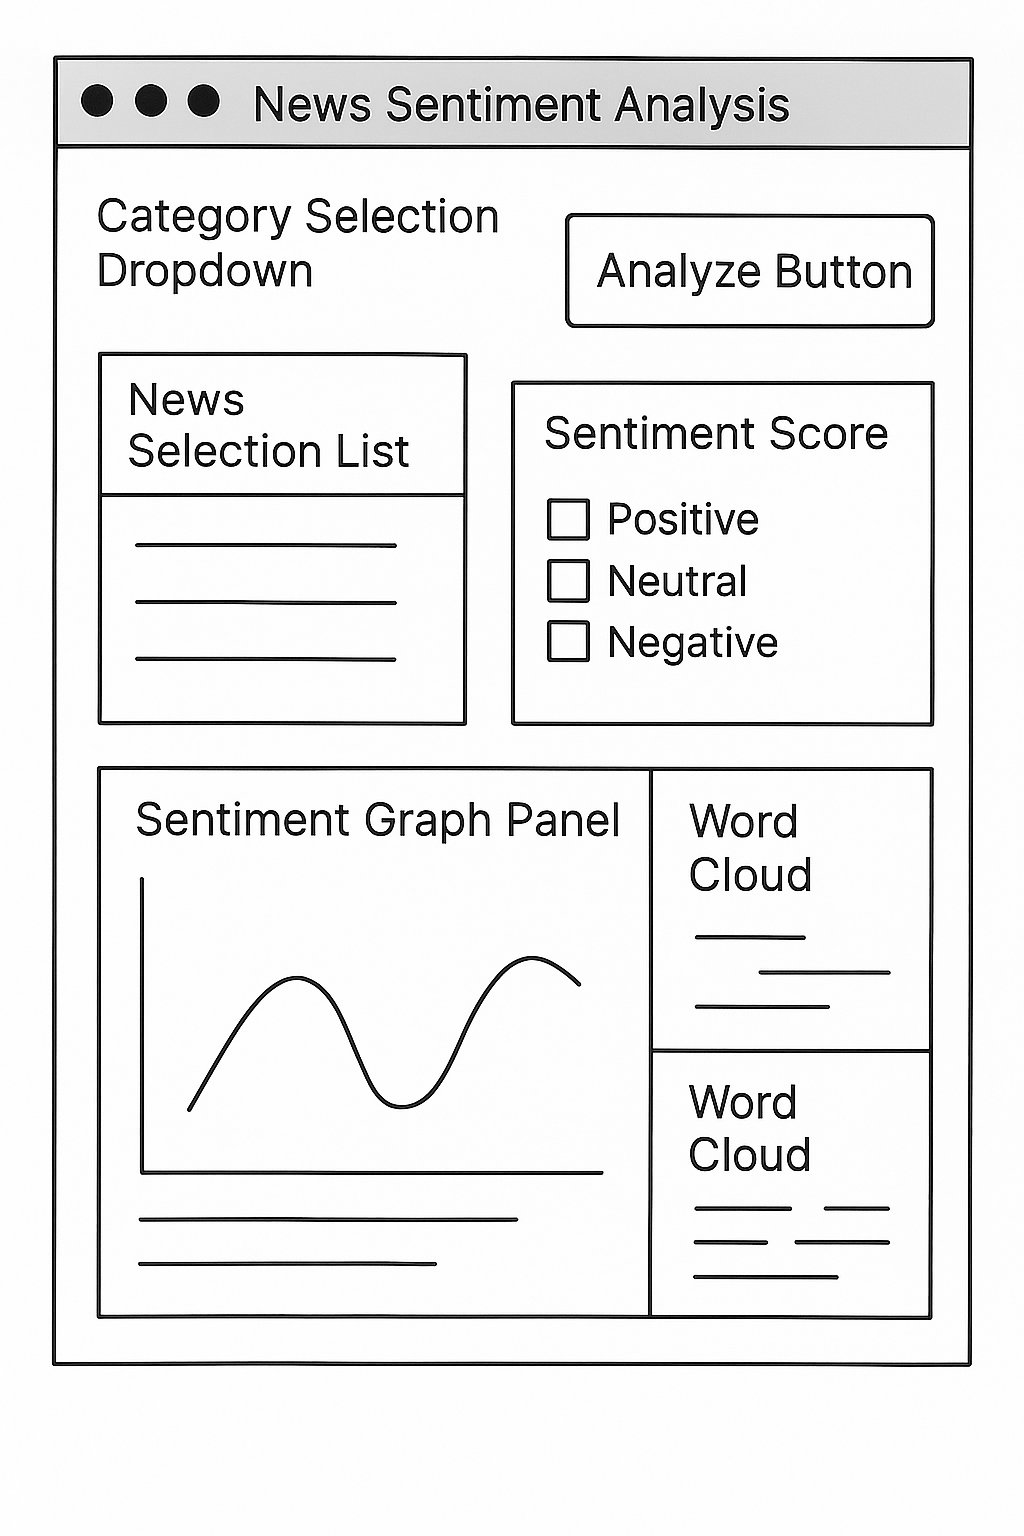 News Sentiment Analysis
Category Selection
Dropdown
Analyze Button
News
Selection List
Sentiment Score
Positive
Neutral
Negative
Sentiment Graph Panel
Word
Cloud
Word
Cloud